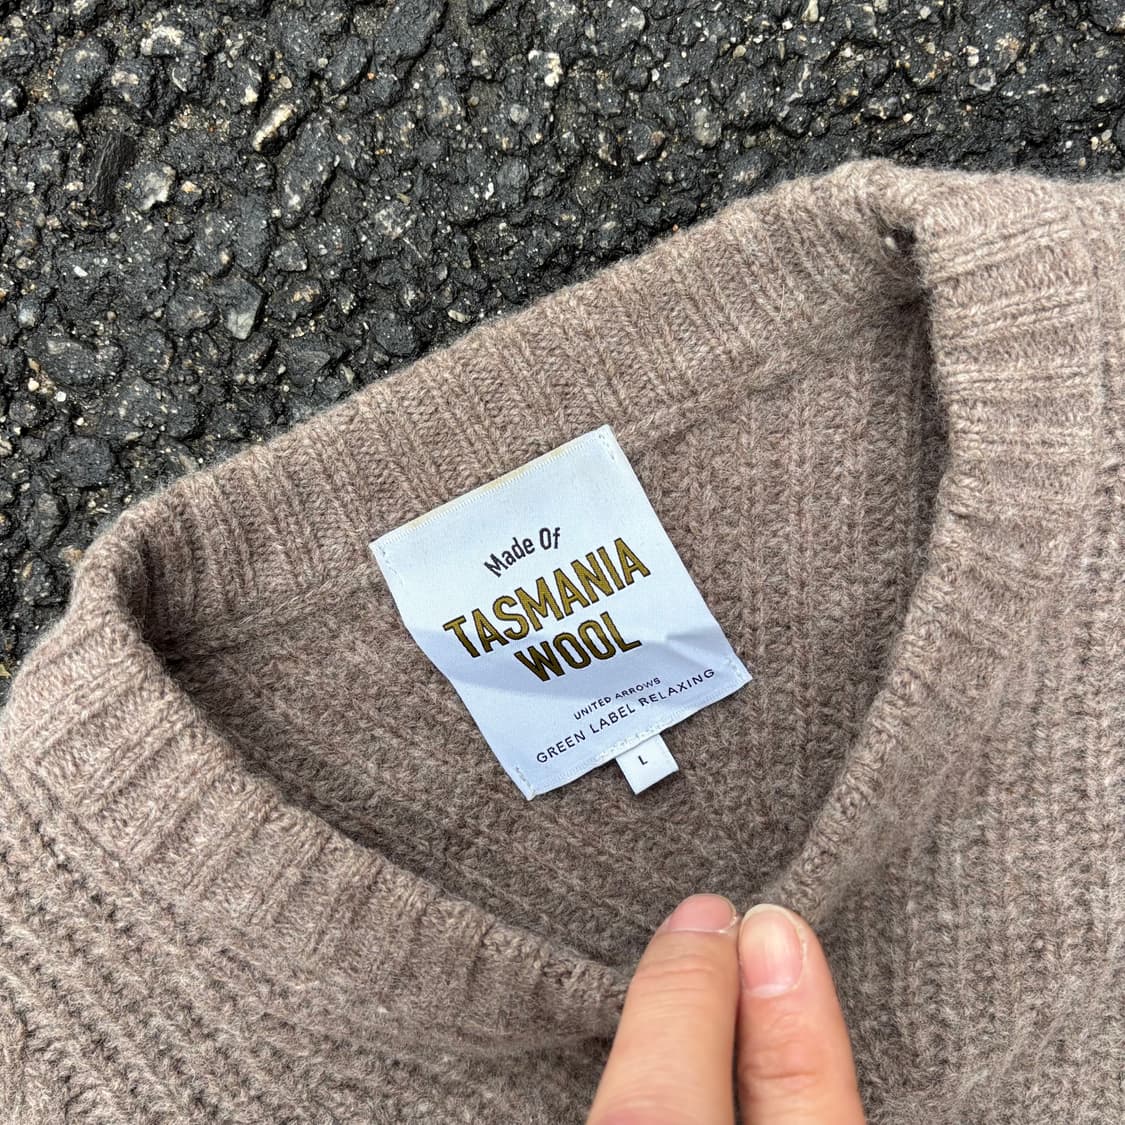 Made Of
TASMANIA
WOOL
UNITED ARROWS
GREEN LABEL RELAXING
L